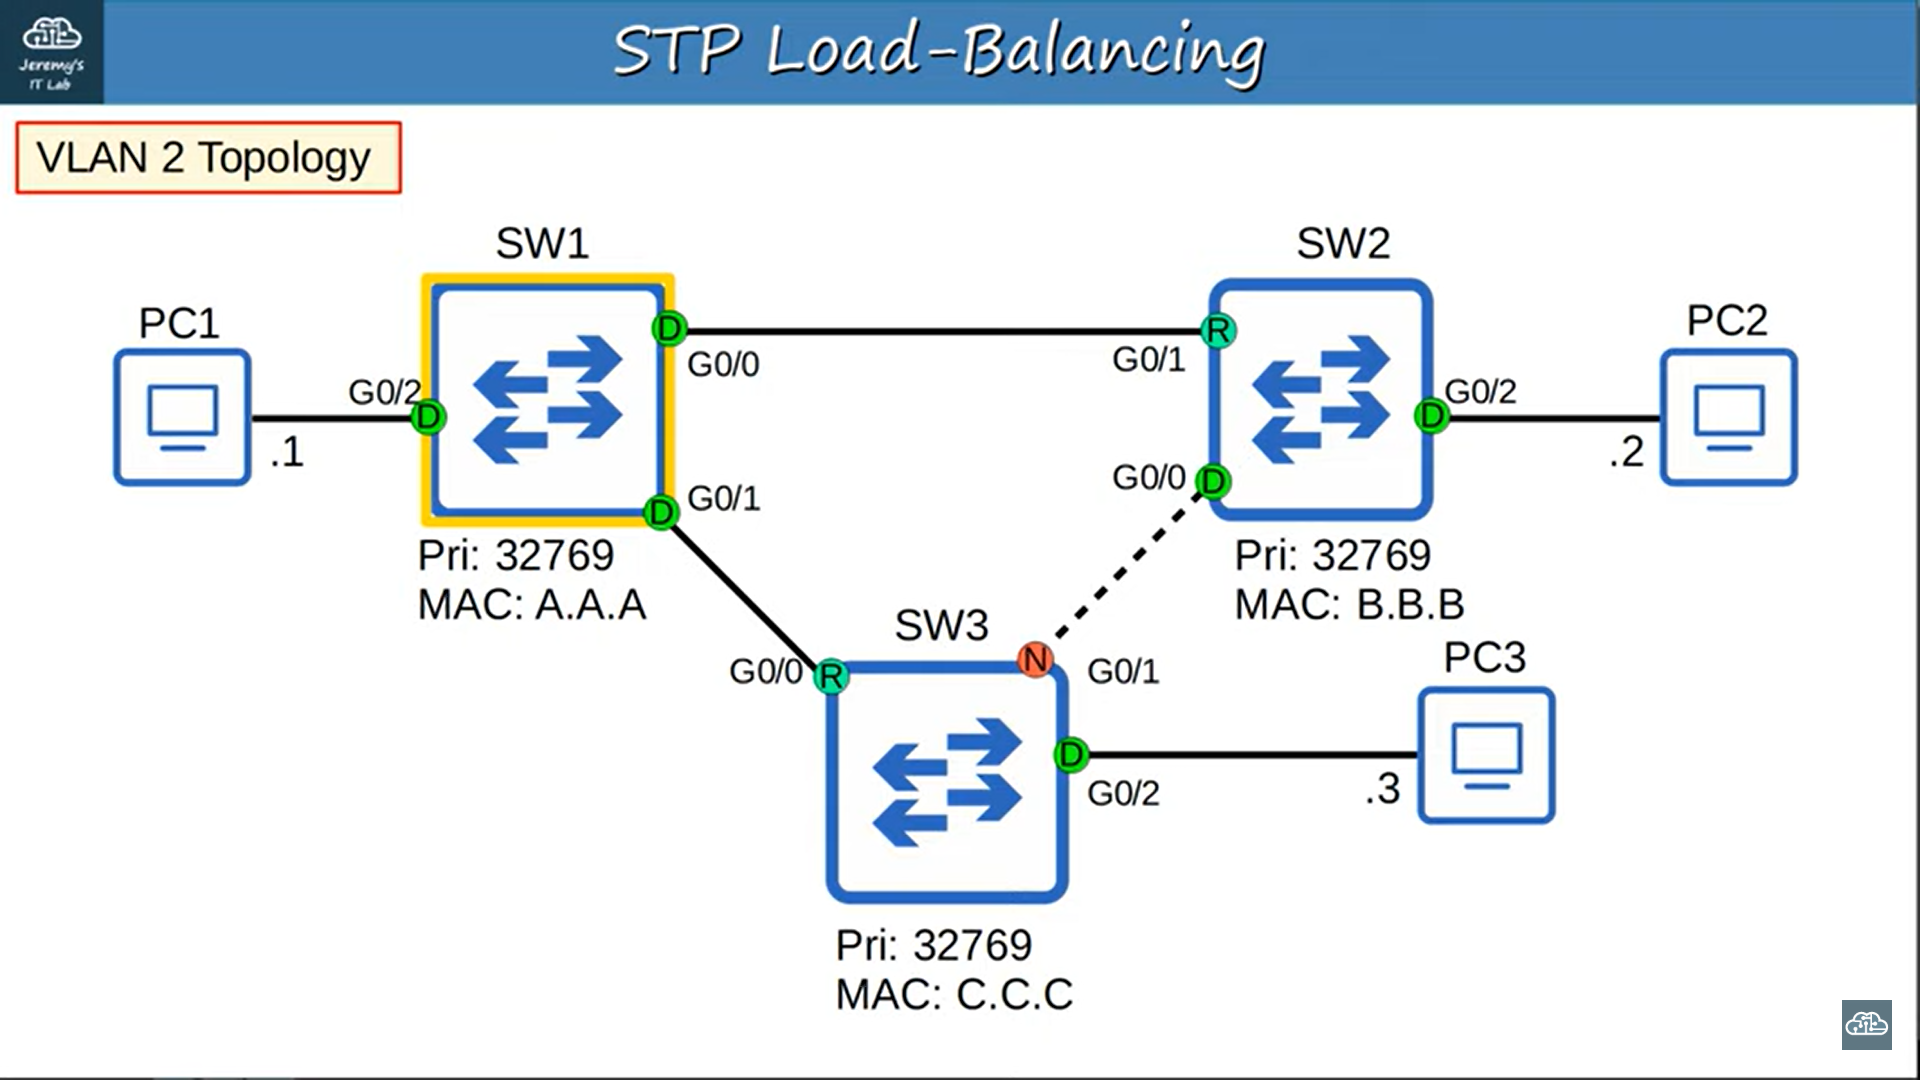 Jeremy's
IT Lab
STP Load-Balancing
VLAN 2 Topology
SW1
SW2
PC1
PC2
D
R
G0/0
G0/1
G0/2
D
D
G0/2
.1
.2
G0/1
G0/0
D
D
Pri: 32769
MAC: A.A.A
Pri: 32769
MAC: B.B.B
SW3
PC3
G0/0
R
N
G0/1
D
G0/2
.3
Pri: 32769
MAC: C.C.C